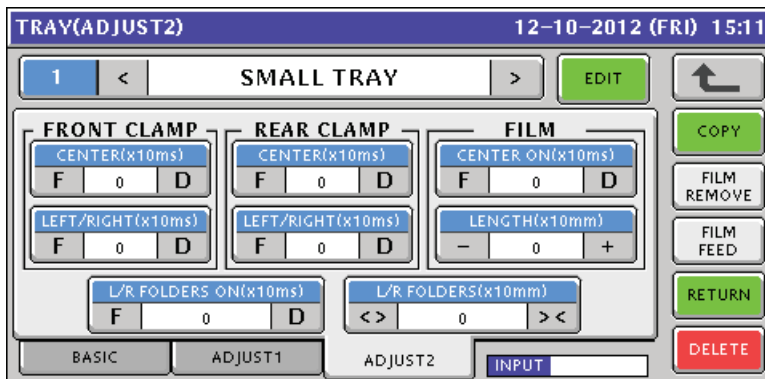 TRAY(ADJUST2) 12-10-2012 (FRI) 15:11
1 < SMALL TRAY > EDIT
FRONT CLAMP REAR CLAMP FILM COPY
CENTER(x10ms) CENTER(x10ms) CENTER ON(x10ms)
F 0 D F 0 D F 0 D
FILM
REMOVE
LEFT/RIGHT(x10ms) LEFT/RIGHT(x10ms) LENGTH(x10mm)
F 0 D F 0 D − 0 +
FILM
FEED
L/R FOLDERS ON(x10ms) L/R FOLDERS(x10mm) RETURN
F 0 D <> 0 ><
BASIC ADJUST1 ADJUST2 INPUT DELETE